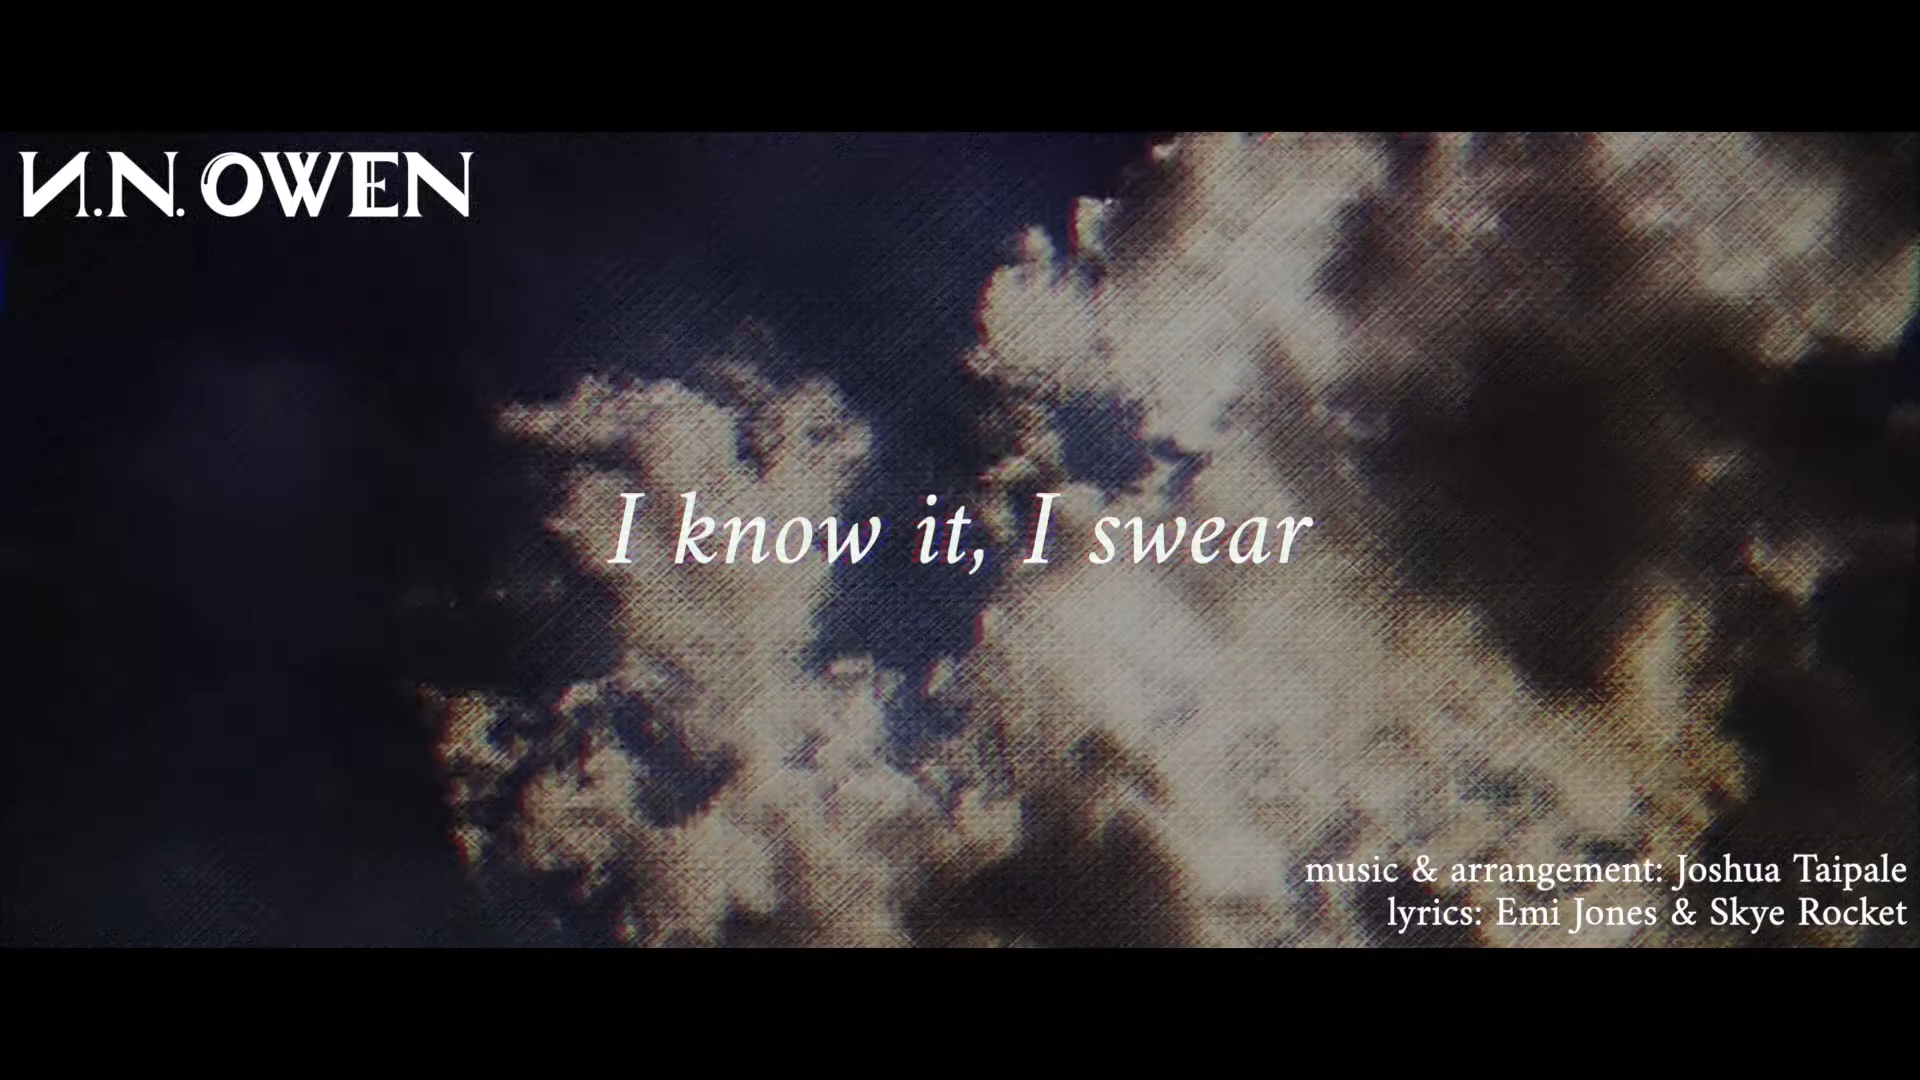 И.N. OWEN
I know it, I swear
music & arrangement: Joshua Taipale
lyrics: Emi Jones & Skye Rocket